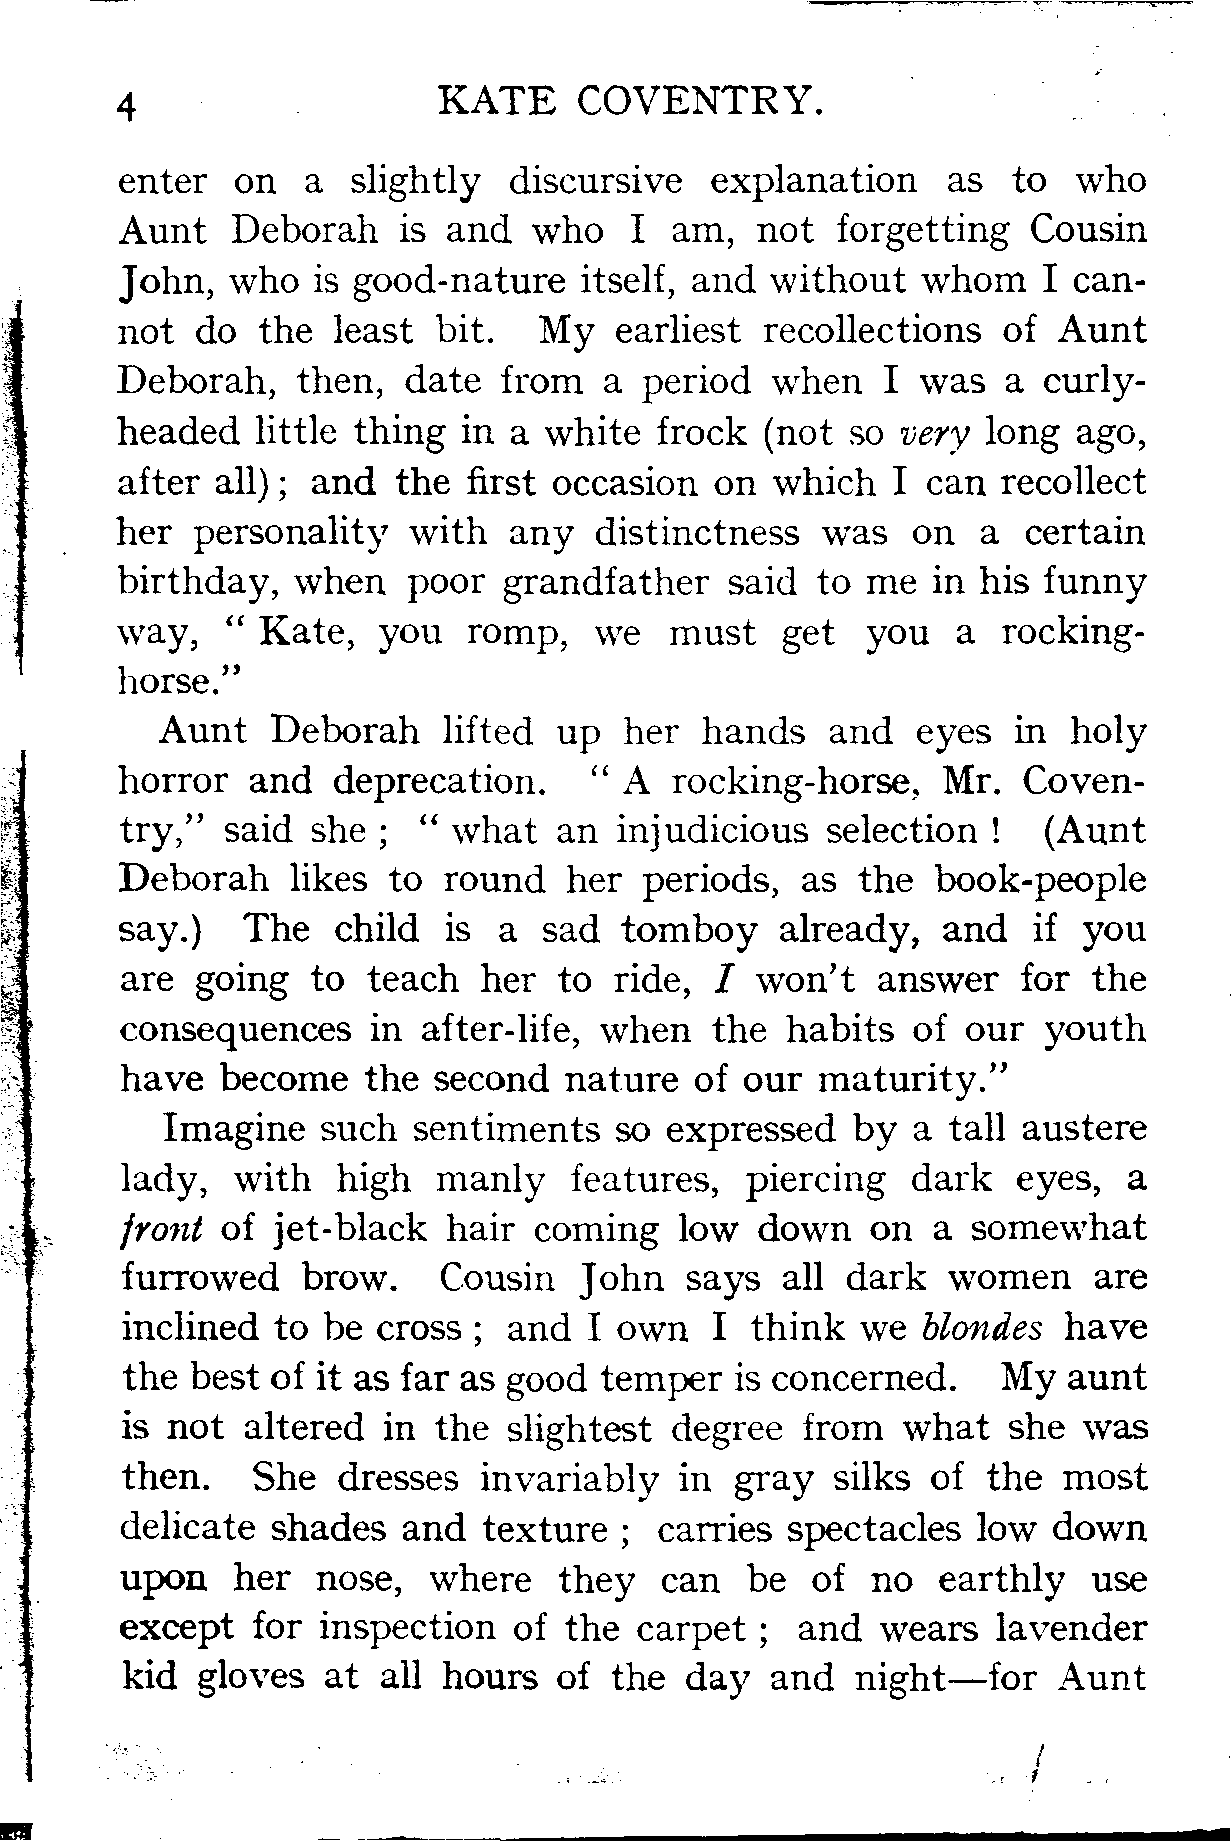 4 KATE COVENTRY.
enter on a slightly discursive explanation as to who
Aunt Deborah is and who I am, not forgetting Cousin
John, who is good-nature itself, and without whom I can-
not do the least bit. My earliest recollections of Aunt
Deborah, then, date from a period when I was a curly-
headed little thing in a white frock (not so very long ago,
after all) ; and the first occasion on which I can recollect
her personality with any distinctness was on a certain
birthday, when poor grandfather said to me in his funny
way, “ Kate, you romp, we must get you a rocking-
horse.”
Aunt Deborah lifted up her hands and eyes in holy
horror and deprecation. “ A rocking-horse, Mr. Coven-
try,” said she ; “ what an injudicious selection ! (Aunt
Deborah likes to round her periods, as the book-people
say.) The child is a sad tomboy already, and if you
are going to teach her to ride, I won’t answer for the
consequences in after-life, when the habits of our youth
have become the second nature of our maturity.”
Imagine such sentiments so expressed by a tall austere
lady, with high manly features, piercing dark eyes, a
front of jet-black hair coming low down on a somewhat
furrowed brow. Cousin John says all dark women are
inclined to be cross ; and I own I think we blondes have
the best of it as far as good temper is concerned. My aunt
is not altered in the slightest degree from what she was
then. She dresses invariably in gray silks of the most
delicate shades and texture ; carries spectacles low down
upon her nose, where they can be of no earthly use
except for inspection of the carpet ; and wears lavender
kid gloves at all hours of the day and night—for Aunt